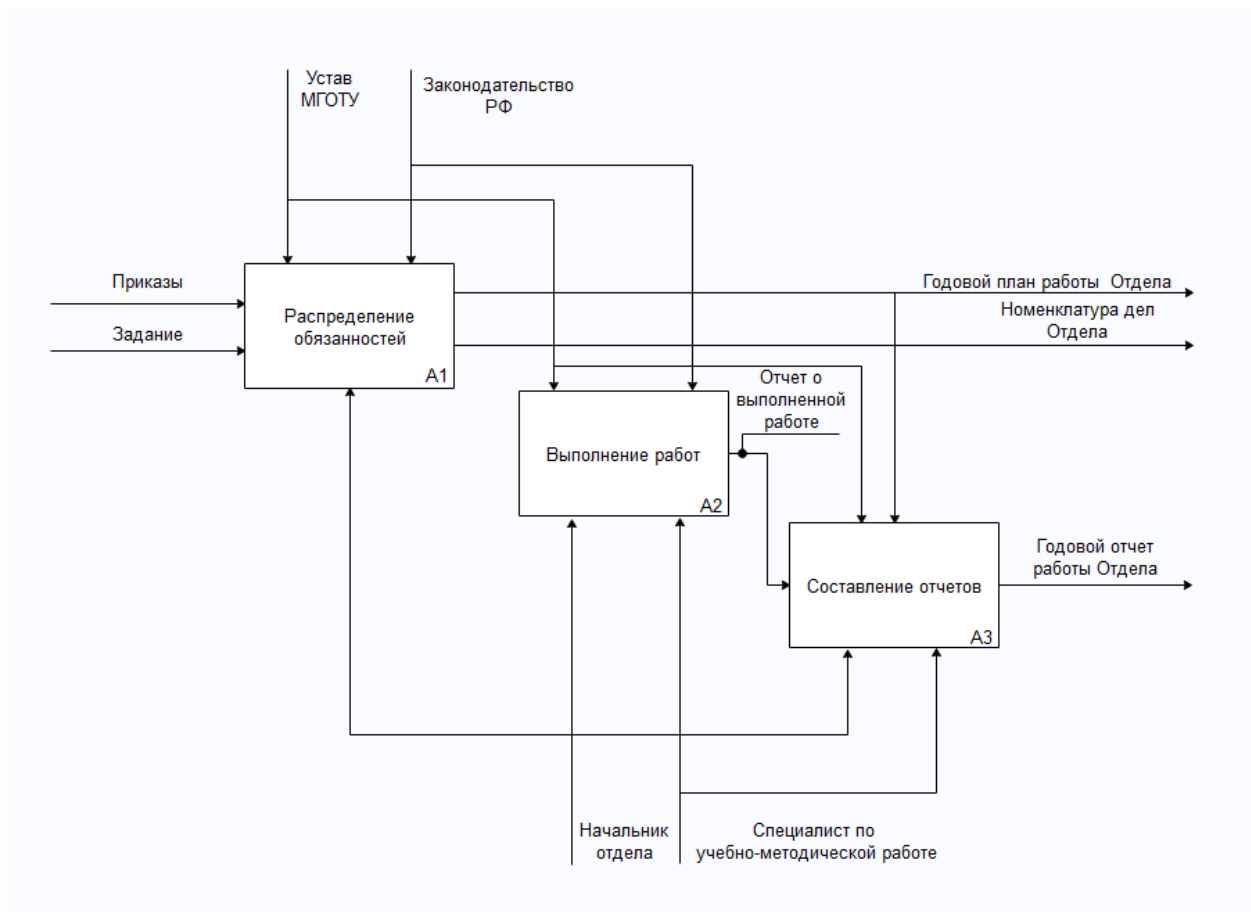 Устав
МГОТУ
Законодательство
РФ
Приказы
Задание
Распределение
обязанностей
A1
Годовой план работы Отдела
Номенклатура дел
Отдела
Отчет о
выполненной
работе
Выполнение работ
A2
Составление отчетов
A3
Годовой отчет
работы Отдела
Начальник
отдела
Специалист по
учебно-методической работе